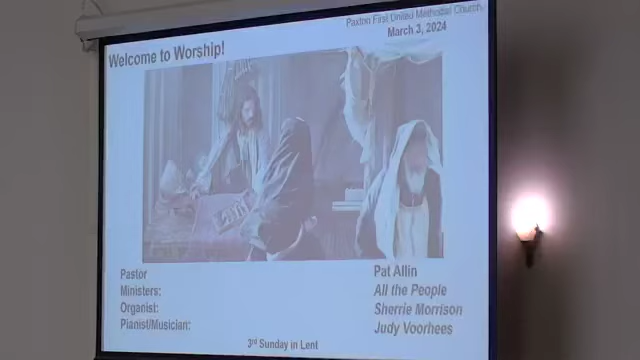 Paxton First United Methodist Church
March 3, 2024
Welcome to Worship!
Pastor Pat Allin
Ministers: All the People
Organist: Sherrie Morrison
Pianist/Musician: Judy Voorhees
3rd Sunday in Lent